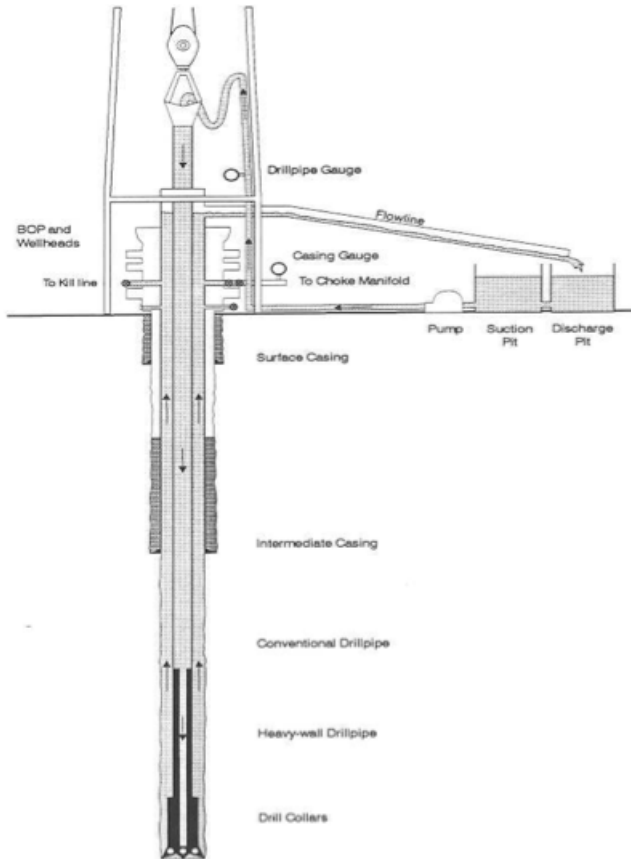 Drillpipe Gauge
Flowline
BOP and
Wellheads
Casing Gauge
To Kill line
To Choke Manifold
Pump
Suction
Pit
Discharge
Pit
Surface Casing
Intermediate Casing
Conventional Drillpipe
Heavy-wall Drillpipe
Drill Collars